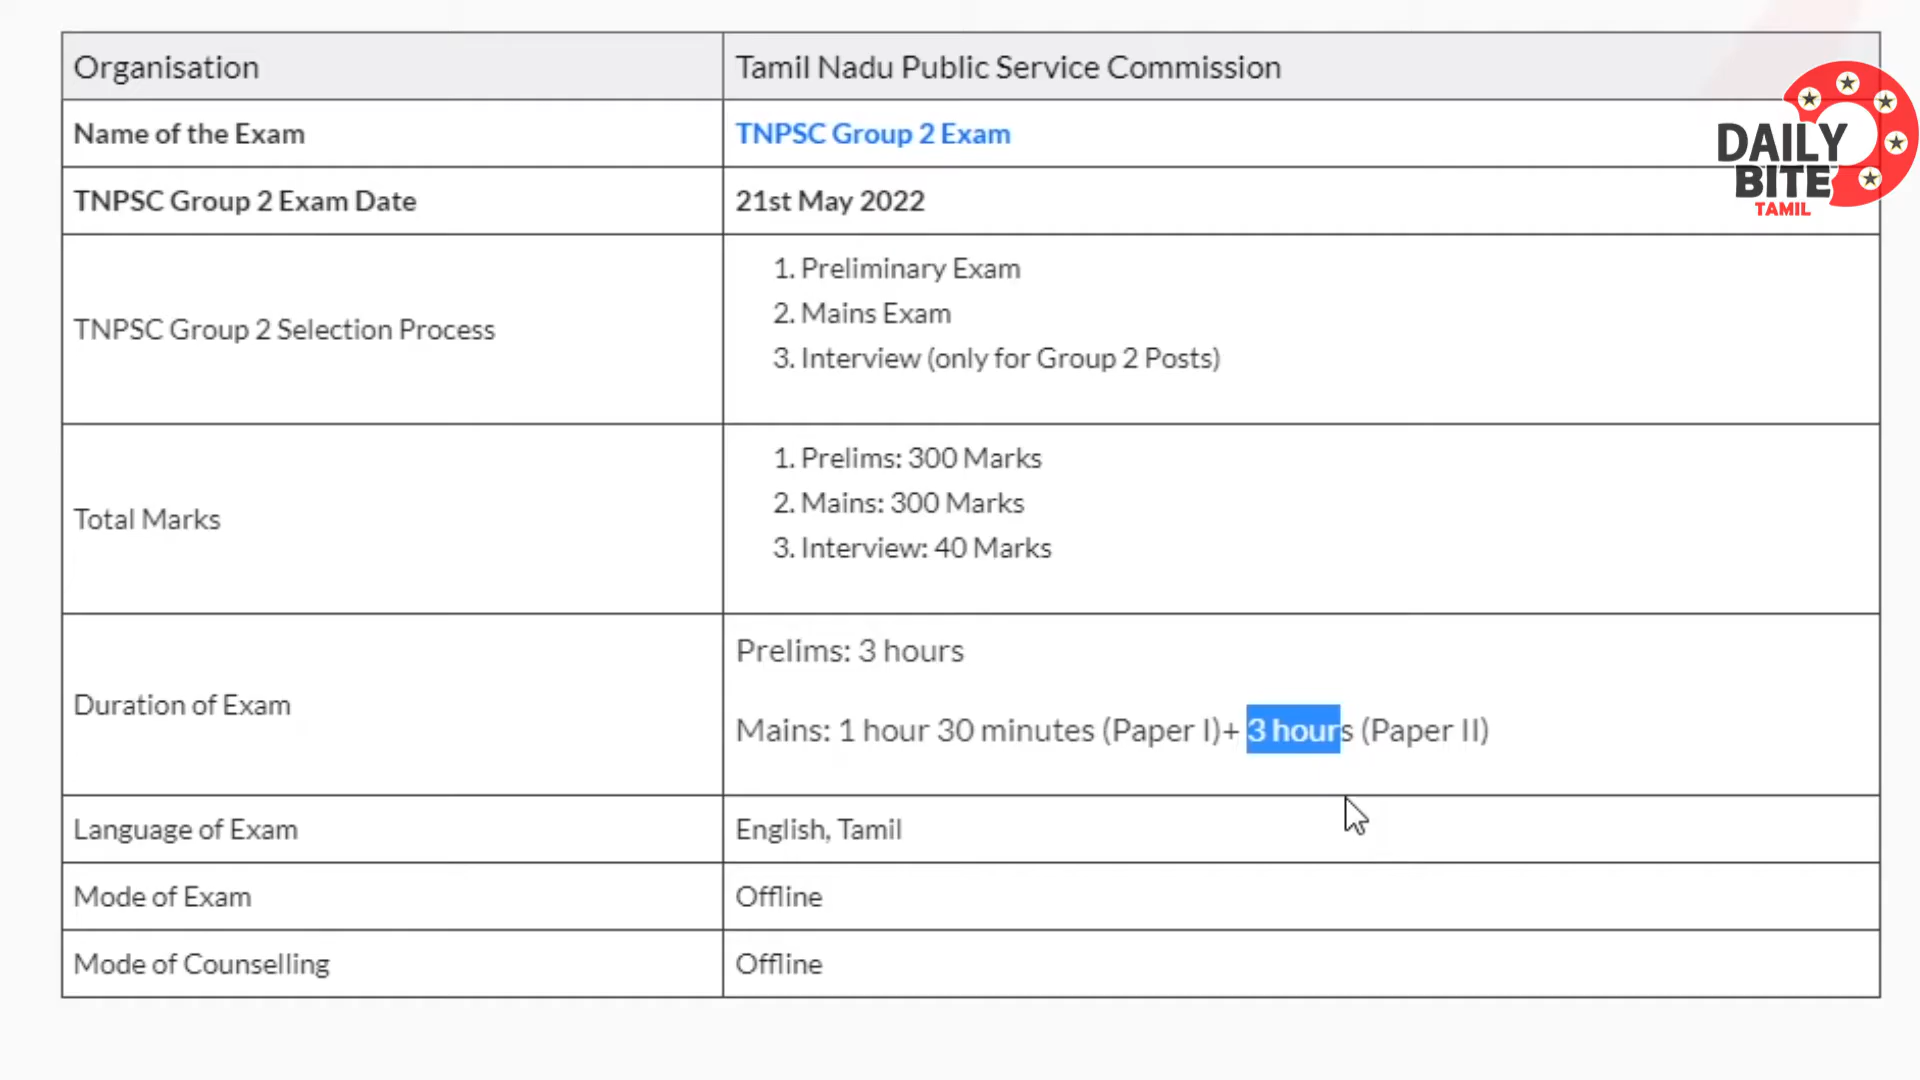 Organisation
Tamil Nadu Public Service Commission
Name of the Exam
TNPSC Group 2 Exam
TNPSC Group 2 Exam Date
21st May 2022
TNPSC Group 2 Selection Process
1. Preliminary Exam
2. Mains Exam
3. Interview (only for Group 2 Posts)
Total Marks
1. Prelims: 300 Marks
2. Mains: 300 Marks
3. Interview: 40 Marks
Duration of Exam
Prelims: 3 hours
Mains: 1 hour 30 minutes (Paper I)+ 3 hours (Paper II)
Language of Exam
English, Tamil
Mode of Exam
Offline
Mode of Counselling
Offline
DAILY
BITE
TAMIL